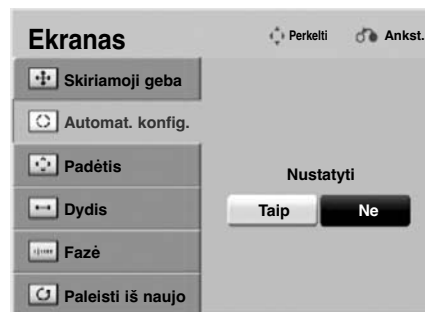 Ekranas
Perkelti
Ankst.
Skiriamoji geba
Automat. konfig.
Padėtis
Dydis
Fazė
Paleisti iš naujo
Nustatyti
Taip
Ne